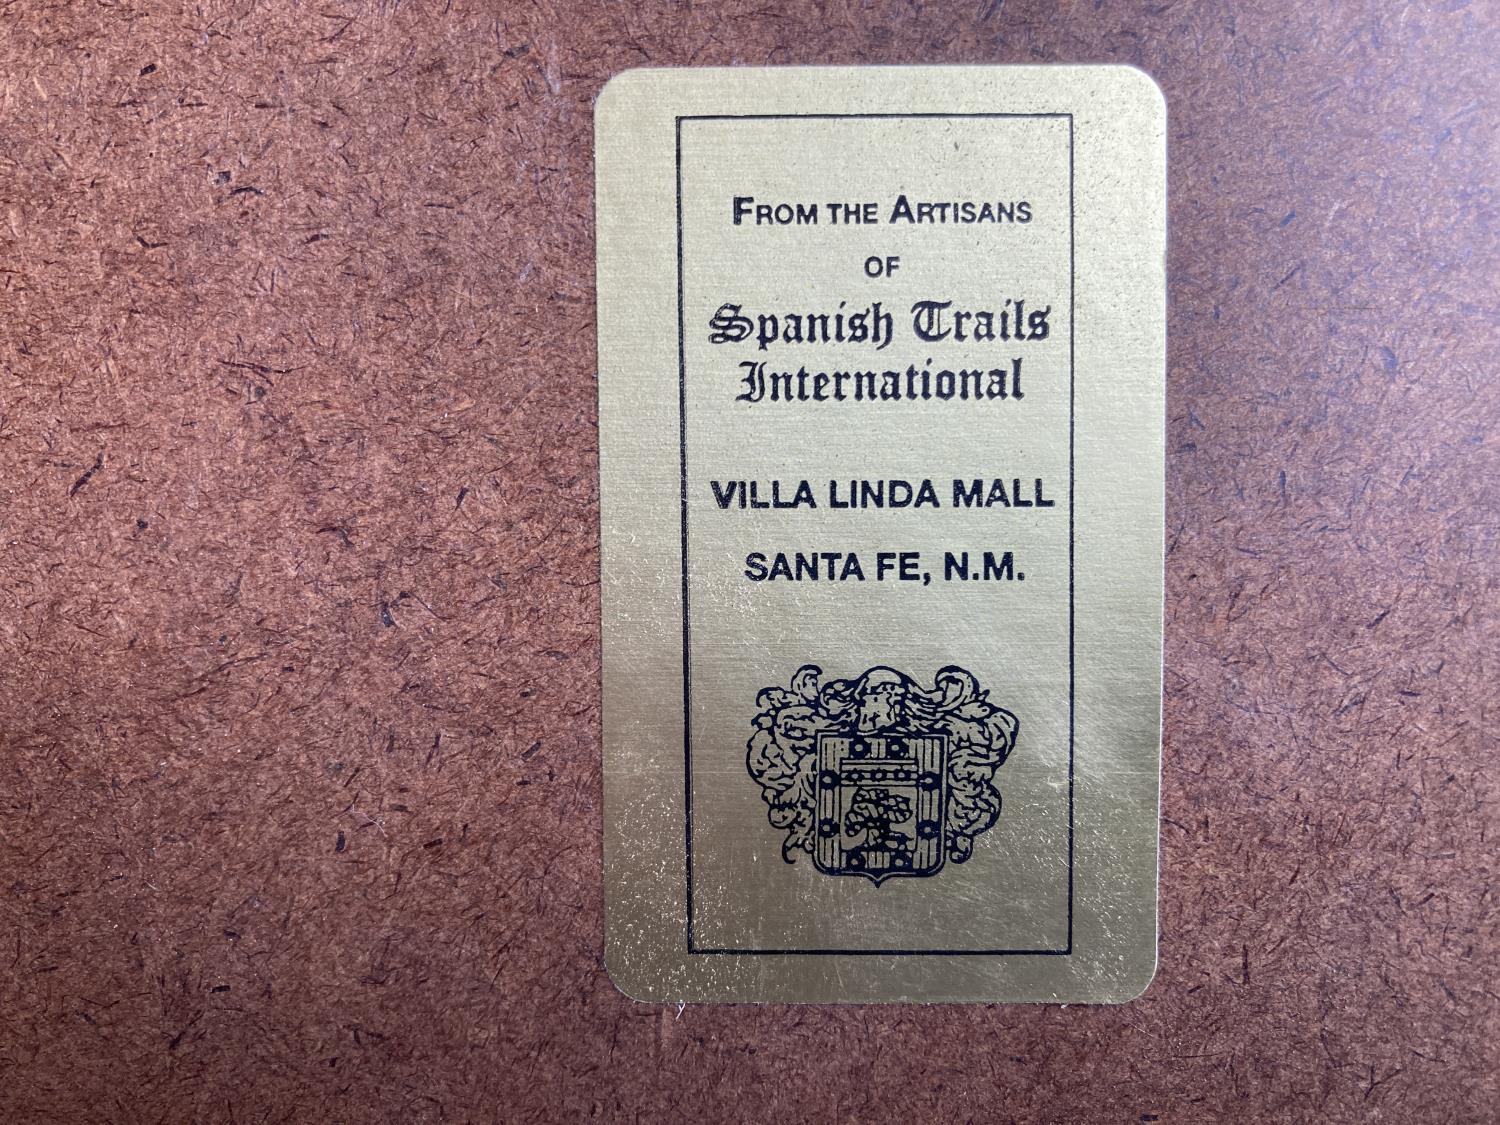 From the Artisans
of
Spanish Trails
International
VILLA LINDA MALL
SANTA FE, N.M.